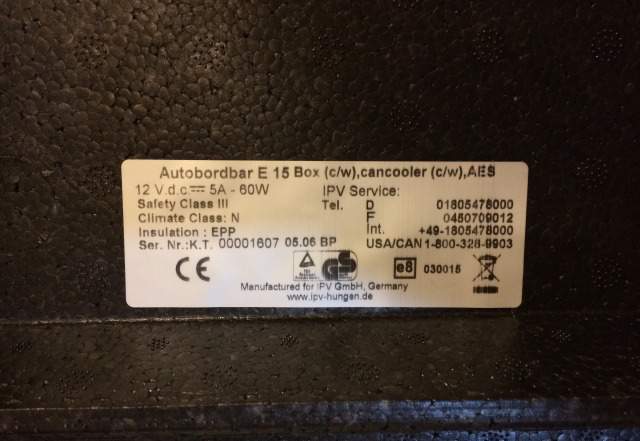 Autobordbar E 15 Box (c/w),cancooler (c/w),AES
12 V.d.c⎓ 5A - 60W IPV Service:
Safety Class III Tel. D 01805478000
Climate Class: N F 0450709012
Insulation : EPP Int. +49-1805478000
Ser. Nr.:K.T. 00001607 05.06 BP USA/CAN 1-800-328-9903
CE GS e8 030015
Manufactured for IPV GmbH, Germany
www.ipv-hungen.de